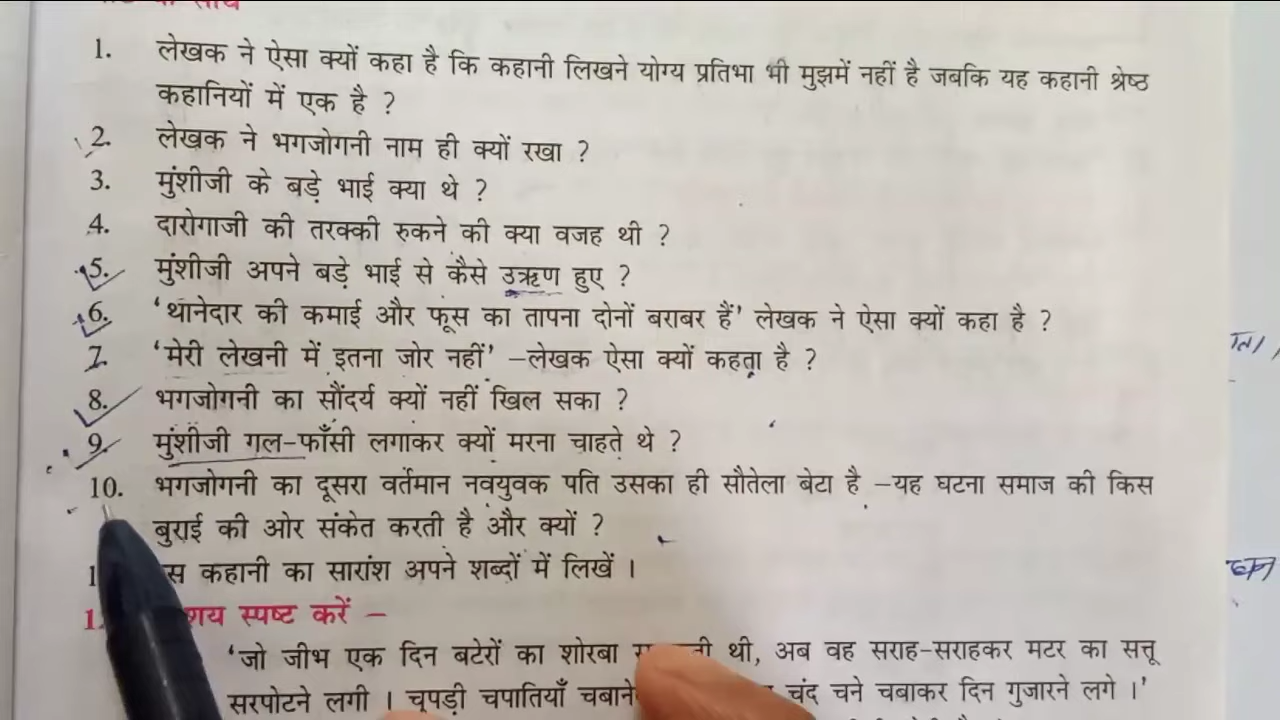 के साथ
1. लेखक ने ऐसा क्यों कहा है कि कहानी लिखने योग्य प्रतिभा भी मुझमें नहीं है जबकि यह कहानी श्रेष्ठ
कहानियों में एक है ?
2. लेखक ने भगजोगनी नाम ही क्यों रखा ?
3. मुंशीजी के बड़े भाई क्या थे ?
4. दारोगाजी की तरक्की रुकने की क्या वजह थी ?
5. मुंशीजी अपने बड़े भाई से कैसे उऋण हुए ?
6. ‘थानेदार की कमाई और फूस का तापना दोनों बराबर हैं’ लेखक ने ऐसा क्यों कहा है ?
7. ‘मेरी लेखनी में इतना जोर नहीं’ –लेखक ऐसा क्यों कहता है ?
8. भगजोगनी का सौंदर्य क्यों नहीं खिल सका ?
9. मुंशीजी गल-फाँसी लगाकर क्यों मरना चाहते थे ?
10. भगजोगनी का दूसरा वर्तमान नवयुवक पति उसका ही सौतेला बेटा है –यह घटना समाज की किस
बुराई की ओर संकेत करती है और क्यों ?
कहानी का सारांश अपने शब्दों में लिखें ।
स्पष्ट करें –
‘जो जीभ एक दिन बटेरों का शोरबा थी, अब वह सराह-सराहकर मटर का सत्तू
सरपोटने लगी । चुपड़ी चपातियाँ चबाने चंद चने चबाकर दिन गुजारने लगे ।’